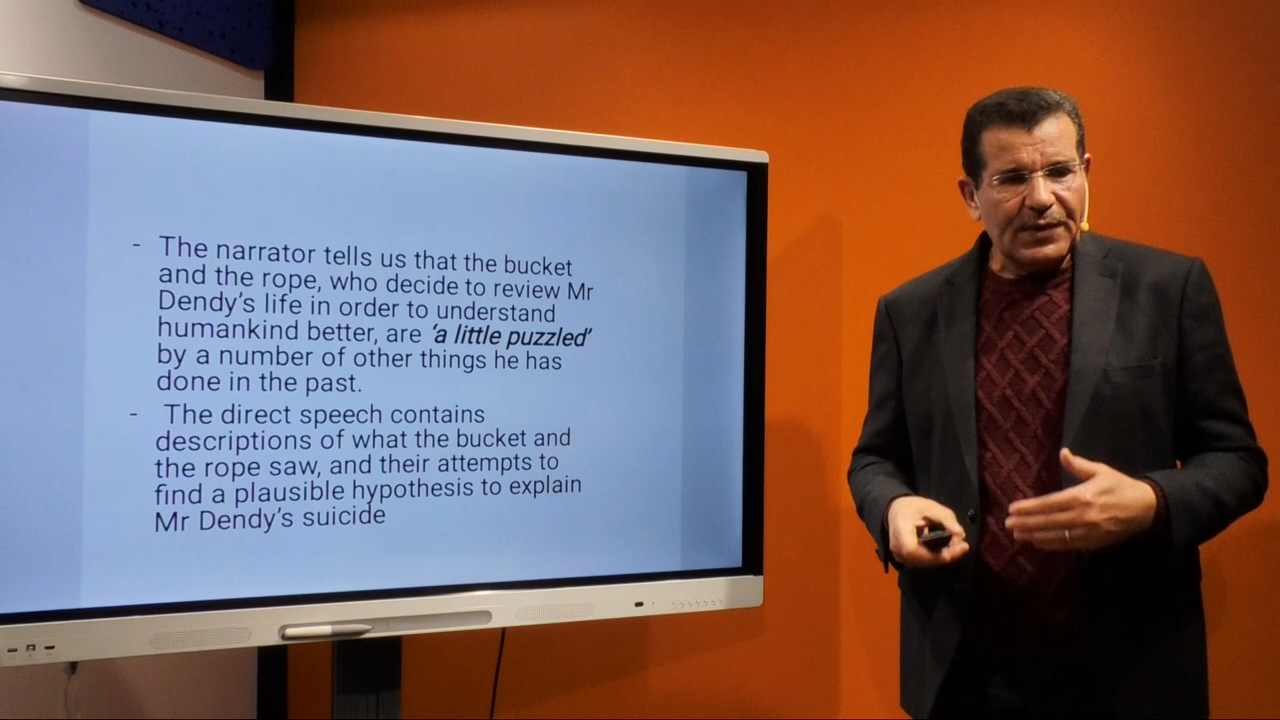 - The narrator tells us that the bucket
and the rope, who decide to review Mr
Dendy’s life in order to understand
humankind better, are ‘a little puzzled’
by a number of other things he has
done in the past.
- The direct speech contains
descriptions of what the bucket and
the rope saw, and their attempts to
find a plausible hypothesis to explain
Mr Dendy’s suicide